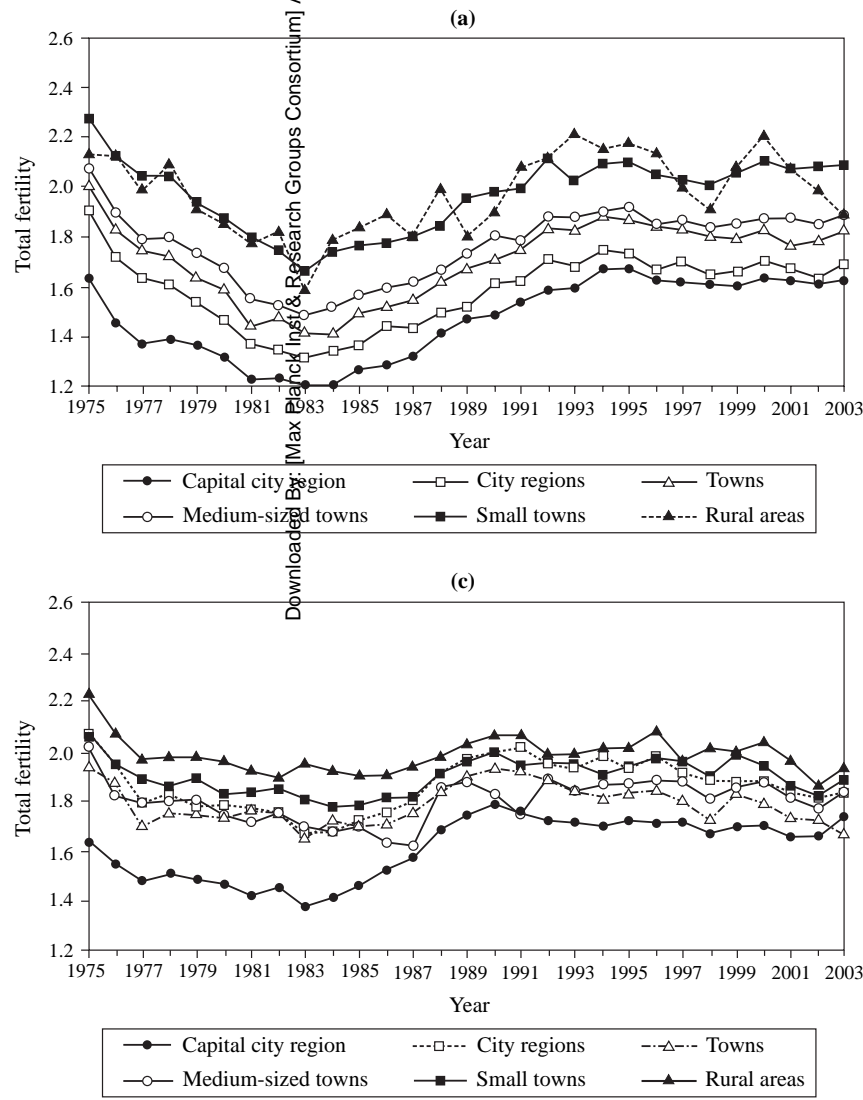 (a)
2.6
2.4
2.2
2.0
1.8
1.6
1.4
1.2
Total fertility
1975 1977 1979 1981 1983 1985 1987 1989 1991 1993 1995 1997 1999 2001 2003
Year
Capital city region City regions Towns
Medium-sized towns Small towns Rural areas
Downloaded By: [Max Planck Inst & Research Groups Consortium]
(c)
2.6
2.4
2.2
2.0
1.8
1.6
1.4
1.2
Total fertility
1975 1977 1979 1981 1983 1985 1987 1989 1991 1993 1995 1997 1999 2001 2003
Year
Capital city region City regions Towns
Medium-sized towns Small towns Rural areas